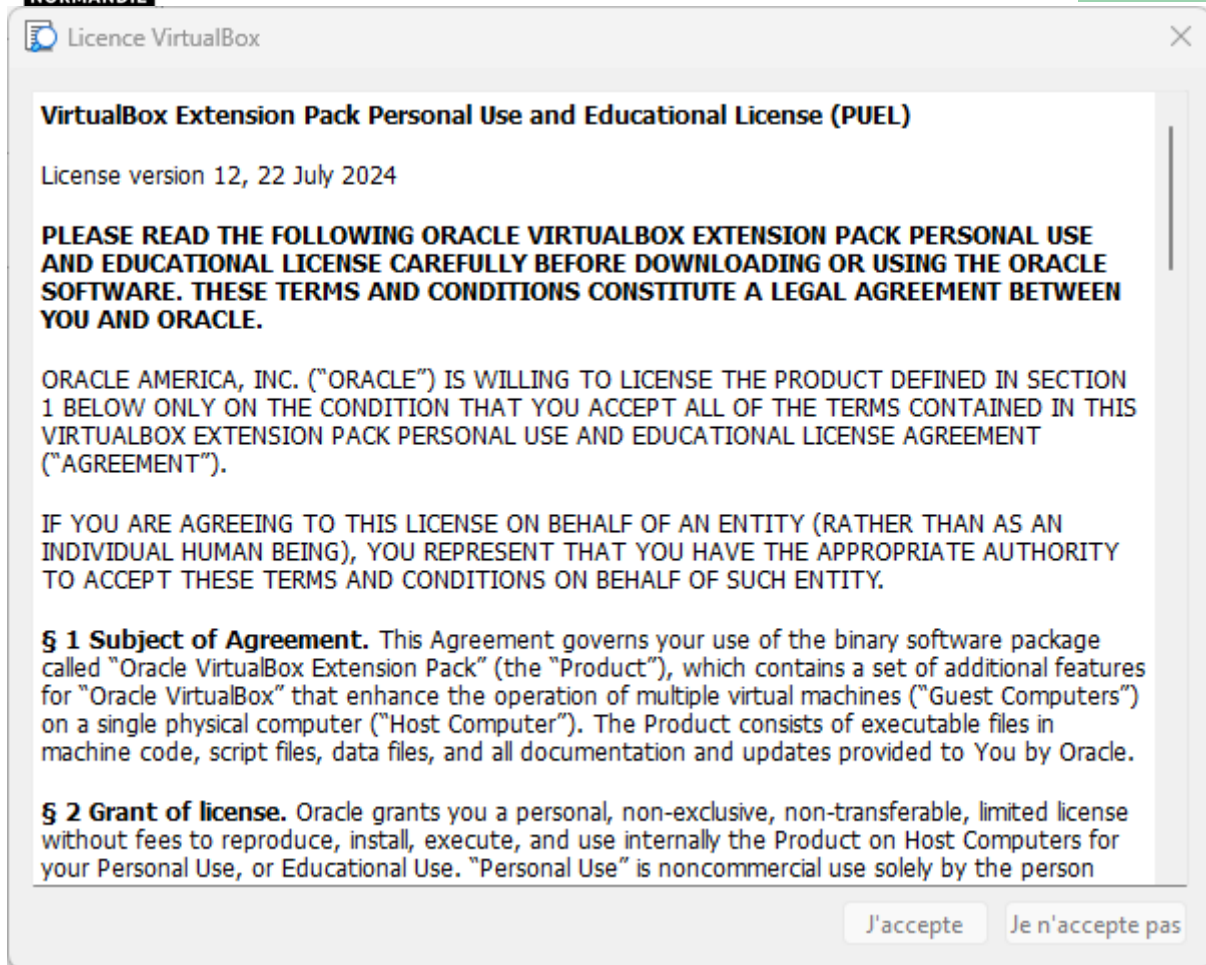 NORMANDIE
Licence VirtualBox
VirtualBox Extension Pack Personal Use and Educational License (PUEL)
License version 12, 22 July 2024
PLEASE READ THE FOLLOWING ORACLE VIRTUALBOX EXTENSION PACK PERSONAL USE
AND EDUCATIONAL LICENSE CAREFULLY BEFORE DOWNLOADING OR USING THE ORACLE
SOFTWARE. THESE TERMS AND CONDITIONS CONSTITUTE A LEGAL AGREEMENT BETWEEN
YOU AND ORACLE.
ORACLE AMERICA, INC. (“ORACLE”) IS WILLING TO LICENSE THE PRODUCT DEFINED IN SECTION
1 BELOW ONLY ON THE CONDITION THAT YOU ACCEPT ALL OF THE TERMS CONTAINED IN THIS
VIRTUALBOX EXTENSION PACK PERSONAL USE AND EDUCATIONAL LICENSE AGREEMENT
(“AGREEMENT”).
IF YOU ARE AGREEING TO THIS LICENSE ON BEHALF OF AN ENTITY (RATHER THAN AS AN
INDIVIDUAL HUMAN BEING), YOU REPRESENT THAT YOU HAVE THE APPROPRIATE AUTHORITY
TO ACCEPT THESE TERMS AND CONDITIONS ON BEHALF OF SUCH ENTITY.
§ 1 Subject of Agreement. This Agreement governs your use of the binary software package
called “Oracle VirtualBox Extension Pack” (the “Product”), which contains a set of additional features
for “Oracle VirtualBox” that enhance the operation of multiple virtual machines (“Guest Computers”)
on a single physical computer (“Host Computer”). The Product consists of executable files in
machine code, script files, data files, and all documentation and updates provided to You by Oracle.
§ 2 Grant of license. Oracle grants you a personal, non-exclusive, non-transferable, limited license
without fees to reproduce, install, execute, and use internally the Product on Host Computers for
your Personal Use, or Educational Use. “Personal Use” is noncommercial use solely by the person
J'accepte
Je n'accepte pas